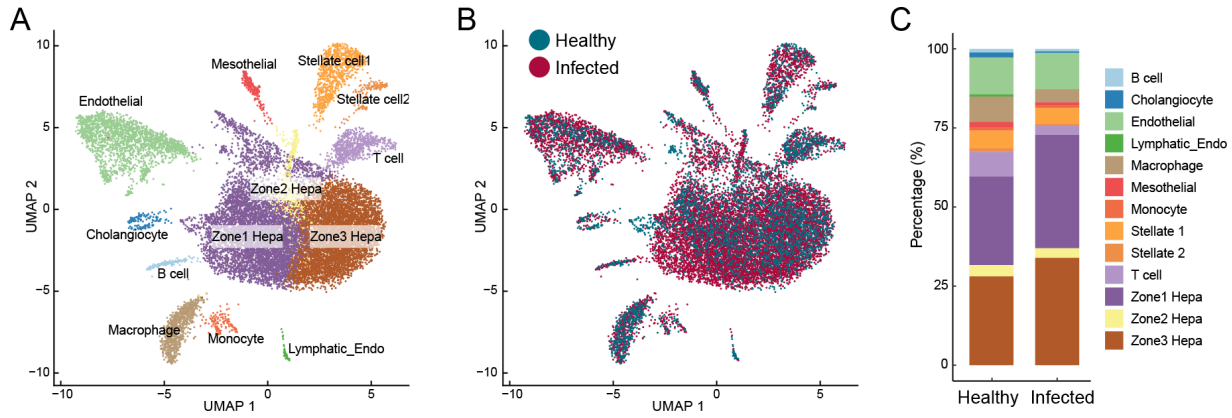 A
10
5
0
−5
−10
UMAP 2
−10
−5
0
5
UMAP 1
Mesothelial
Stellate cell1
Stellate cell2
Endothelial
T cell
Zone2 Hepa
Zone1 Hepa
Zone3 Hepa
Cholangiocyte
B cell
Macrophage
Monocyte
Lymphatic_Endo
B
Healthy
Infected
10
5
0
−5
−10
UMAP 2
−10
−5
0
5
UMAP 1
C
100
75
50
25
0
Percentage (%)
Healthy
Infected
B cell
Cholangiocyte
Endothelial
Lymphatic_Endo
Macrophage
Mesothelial
Monocyte
Stellate 1
Stellate 2
T cell
Zone1 Hepa
Zone2 Hepa
Zone3 Hepa